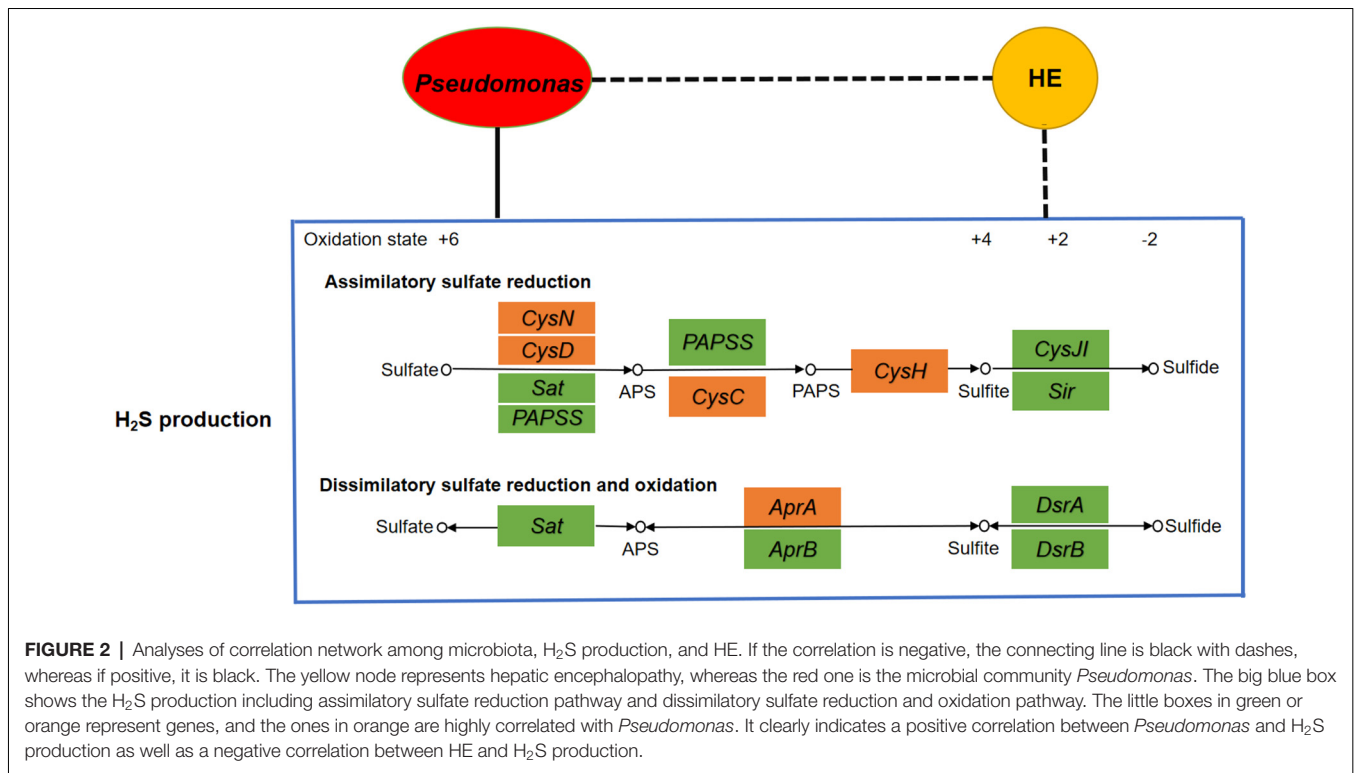 Pseudomonas
HE
Oxidation state +6 +4 +2 -2
Assimilatory sulfate reduction
CysN
CysD
Sat
PAPSS
PAPSS
CysC
CysH
CysJI
Sir
Sulfate
APS
PAPS
Sulfite
Sulfide
H₂S production
Dissimilatory sulfate reduction and oxidation
Sulfate
Sat
APS
AprA
AprB
Sulfite
DsrA
DsrB
Sulfide
FIGURE 2 | Analyses of correlation network among microbiota, H₂S production, and HE. If the correlation is negative, the connecting line is black with dashes,
whereas if positive, it is black. The yellow node represents hepatic encephalopathy, whereas the red one is the microbial community Pseudomonas. The big blue box
shows the H₂S production including assimilatory sulfate reduction pathway and dissimilatory sulfate reduction and oxidation pathway. The little boxes in green or
orange represent genes, and the ones in orange are highly correlated with Pseudomonas. It clearly indicates a positive correlation between Pseudomonas and H₂S
production as well as a negative correlation between HE and H₂S production.